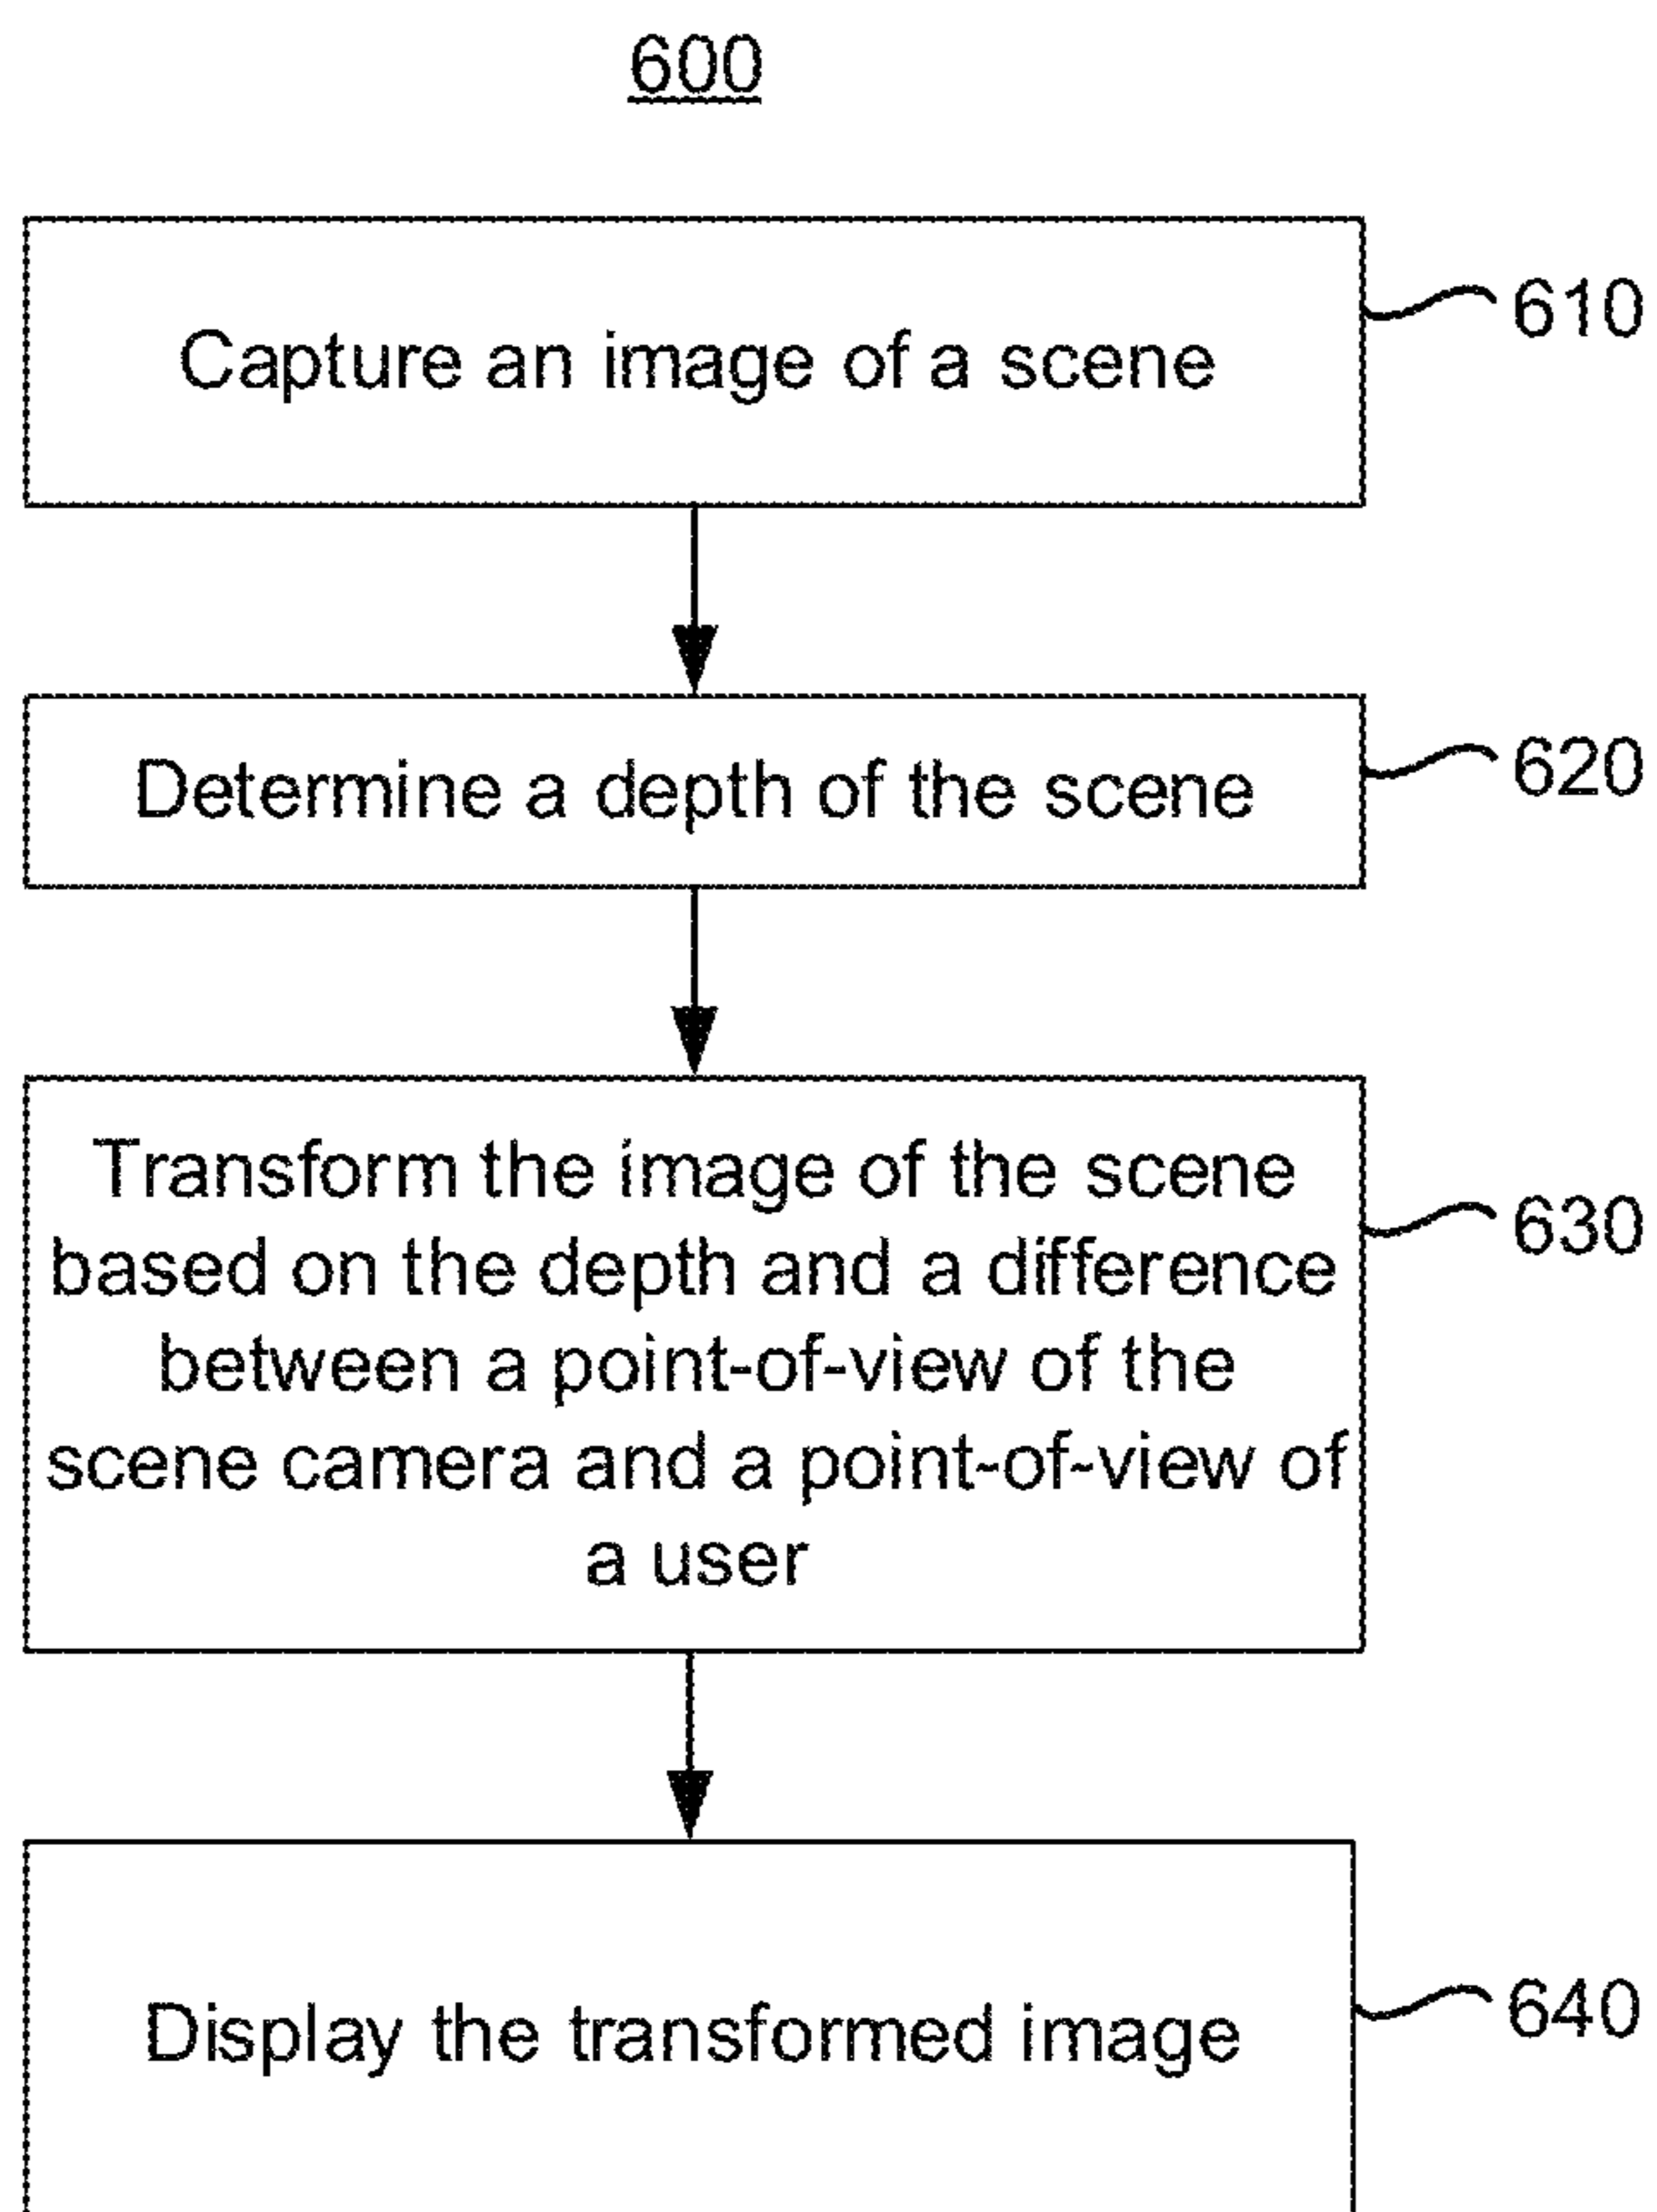 600
Capture an image of a scene
610
Determine a depth of the scene
620
Transform the image of the scene
based on the depth and a difference
between a point-of-view of the
scene camera and a point-of-view of
a user
630
Display the transformed image
640